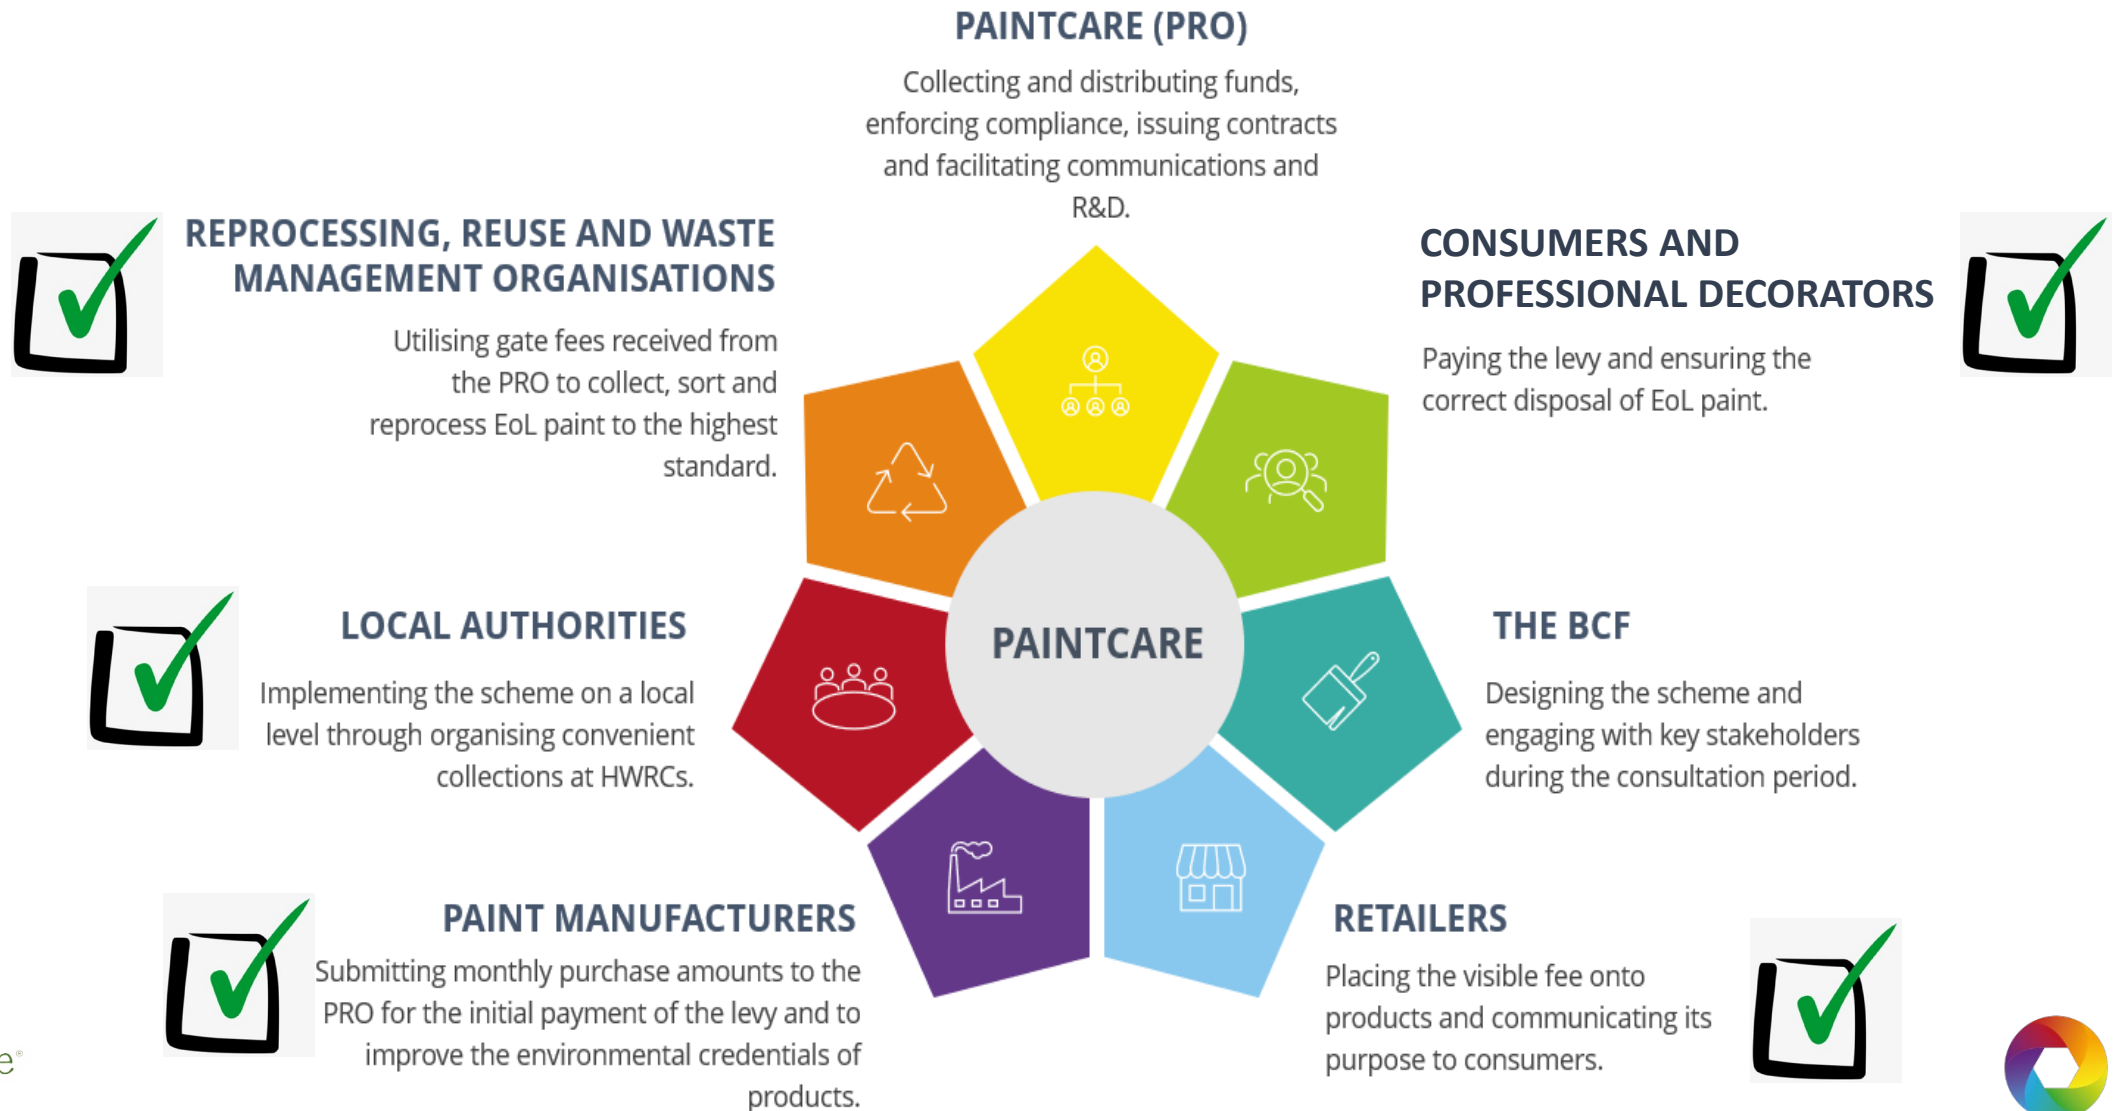 PAINTCARE (PRO)
Collecting and distributing funds,
enforcing compliance, issuing contracts
and facilitating communications and
R&D.
REPROCESSING, REUSE AND WASTE
MANAGEMENT ORGANISATIONS
Utilising gate fees received from
the PRO to collect, sort and
reprocess EoL paint to the highest
standard.
CONSUMERS AND
PROFESSIONAL DECORATORS
Paying the levy and ensuring the
correct disposal of EoL paint.
PAINTCARE
LOCAL AUTHORITIES
Implementing the scheme on a local
level through organising convenient
collections at HWRCs.
THE BCF
Designing the scheme and
engaging with key stakeholders
during the consultation period.
PAINT MANUFACTURERS
Submitting monthly purchase amounts to the
PRO for the initial payment of the levy and to
improve the environmental credentials of
products.
RETAILERS
Placing the visible fee onto
products and communicating its
purpose to consumers.